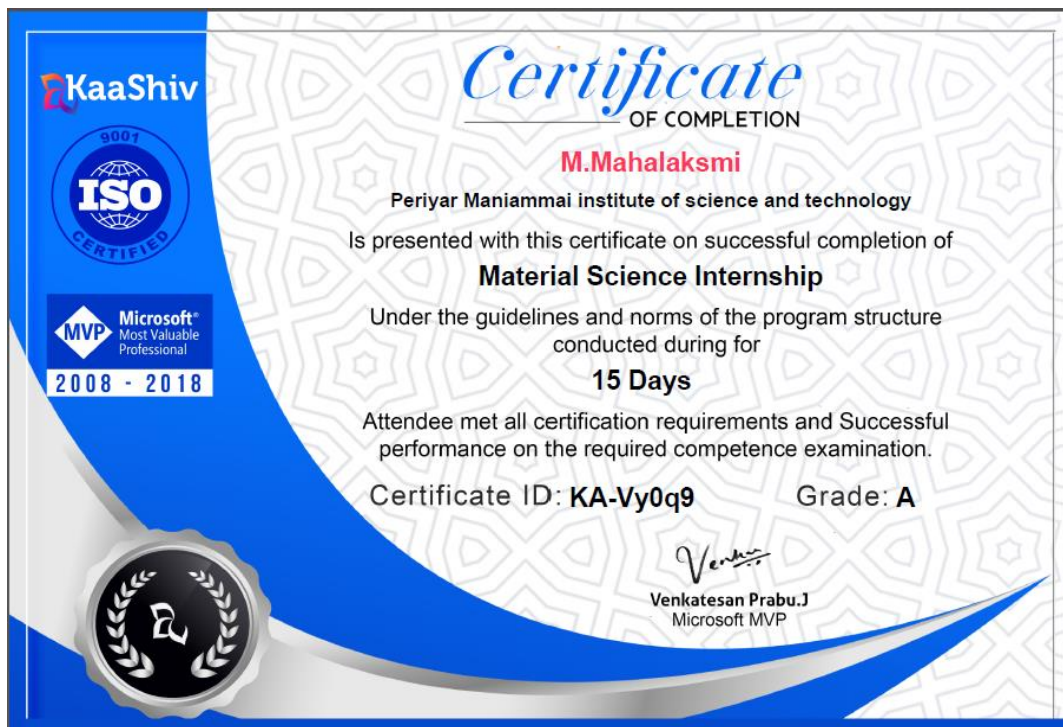 KaaShiv
9001
ISO
CERTIFIED
MVP
Microsoft®
Most Valuable
Professional
2008 - 2018
Certificate
OF COMPLETION
M.Mahalaksmi
Periyar Maniammai institute of science and technology
Is presented with this certificate on successful completion of
Material Science Internship
Under the guidelines and norms of the program structure
conducted during for
15 Days
Attendee met all certification requirements and Successful
performance on the required competence examination.
Certificate ID: KA-Vy0q9 Grade: A
Venkat
Venkatesan Prabu.J
Microsoft MVP